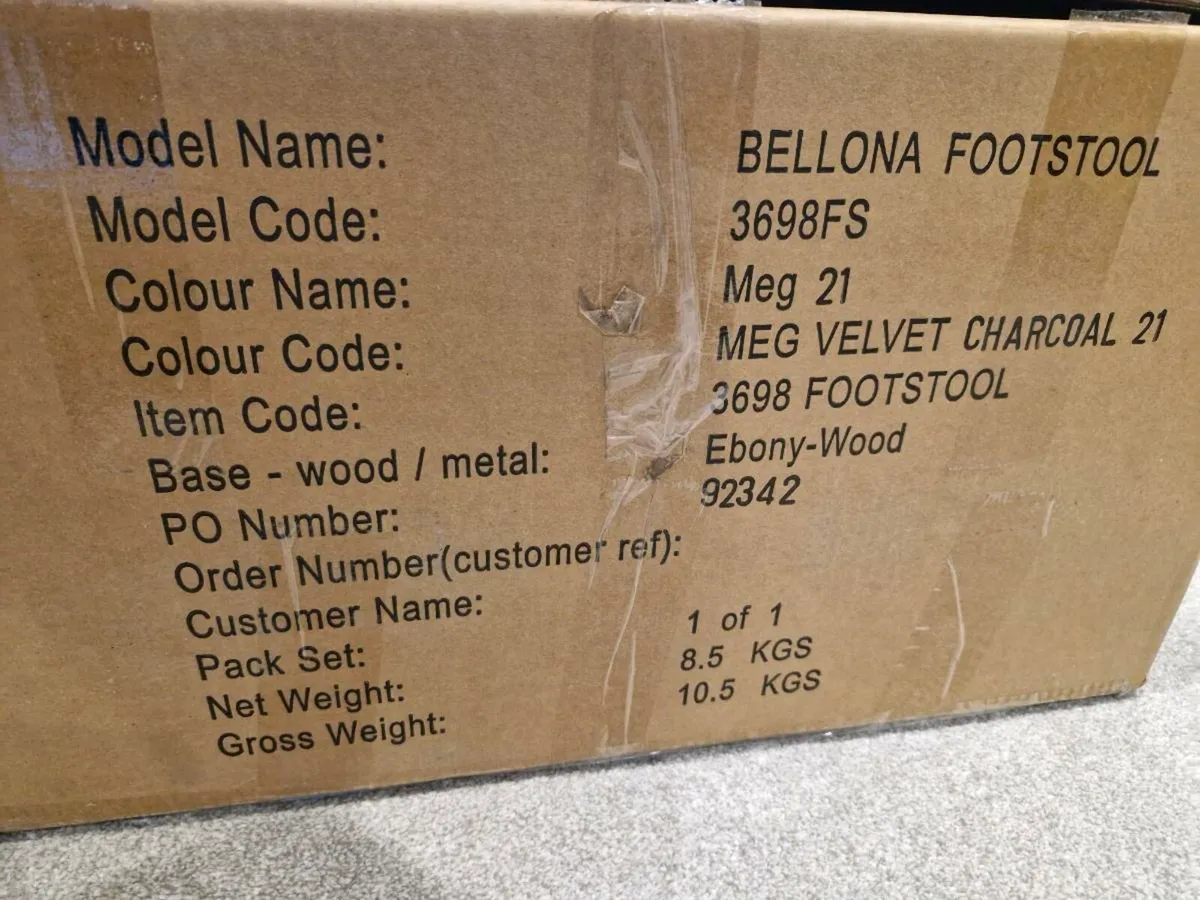 Model Name: BELLONA FOOTSTOOL
Model Code: 3698FS
Colour Name: Meg 21
Colour Code: MEG VELVET CHARCOAL 21
Item Code: 3698 FOOTSTOOL
Base - wood / metal: Ebony-Wood
PO Number: 92342
Order Number(customer ref):
Customer Name:
Pack Set: 1 of 1
Net Weight: 8.5 KGS
Gross Weight: 10.5 KGS